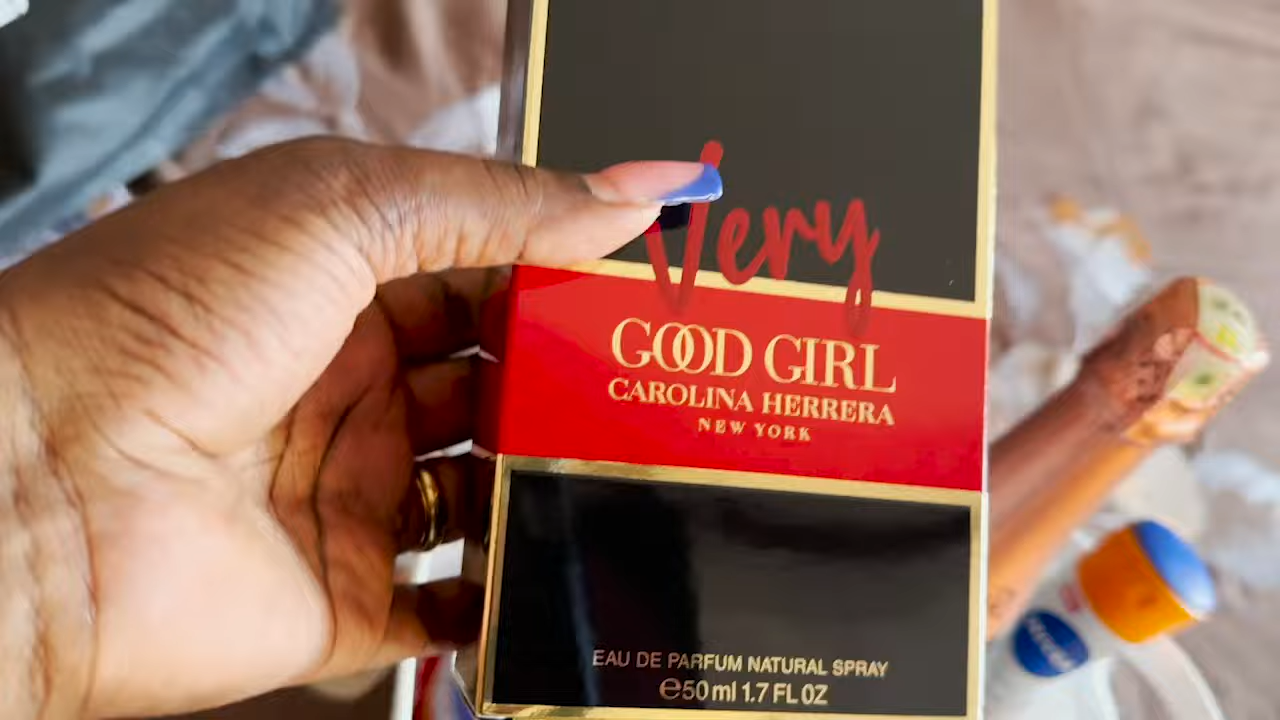 Very
GOOD GIRL
CAROLINA HERRERA
NEW YORK
EAU DE PARFUM NATURAL SPRAY
℮50 ml 1.7 FL OZ